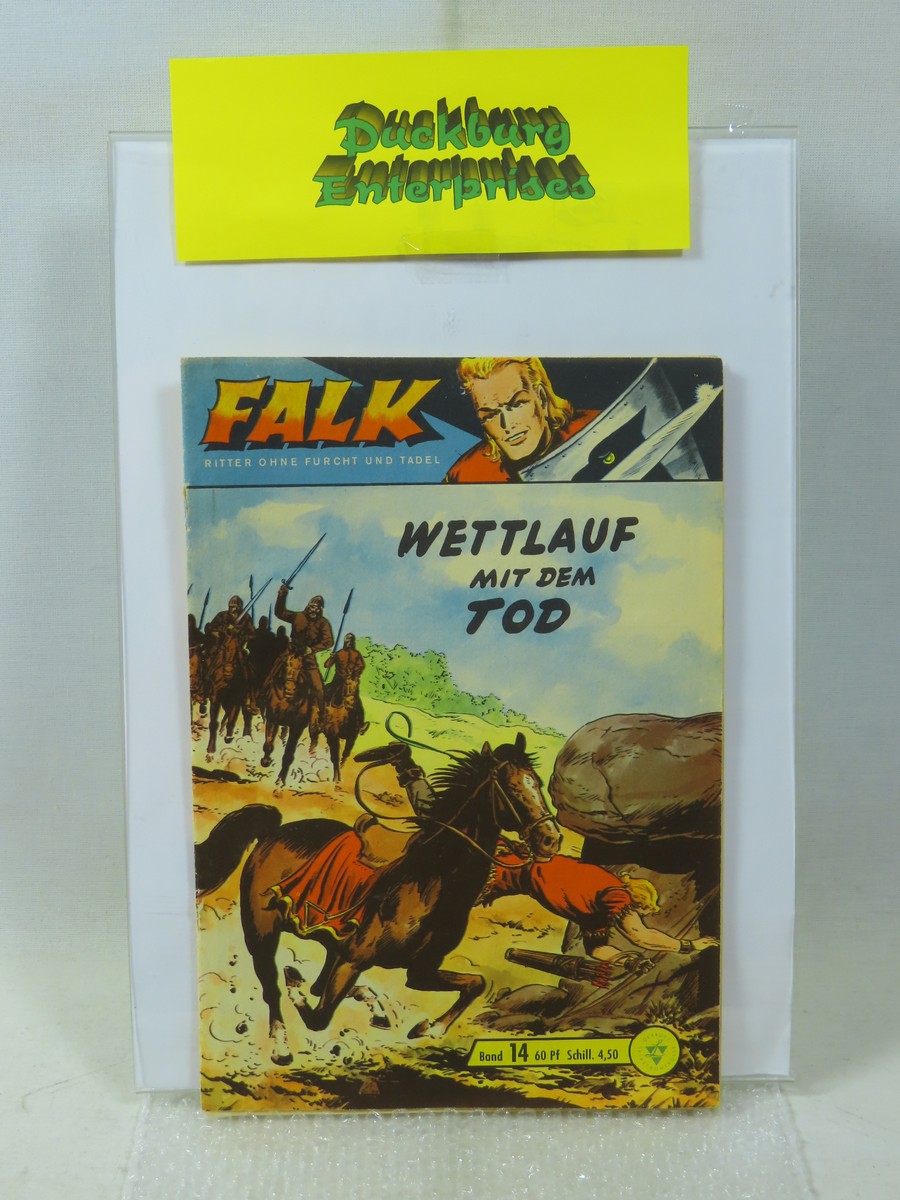 Duckburg
Enterprises
FALK
RITTER OHNE FURCHT UND TADEL
WETTLAUF
MIT DEM
TOD
Band 14 60 Pf Schill. 4,50